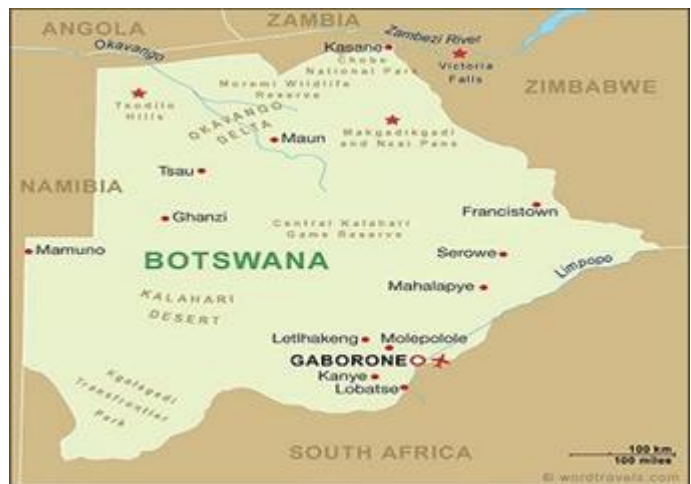 ANGOLA
ZAMBIA
Okavango
Kasane
Zambezi River
Chobe
National Park
Victoria
Falls
Moremi Wildlife
Reserve
ZIMBABWE
Tsodilo
Hills
OKAVANGO
DELTA
Maun
Makgadikgadi
and Nxai Pans
Tsau
NAMIBIA
Ghanzi
Francistown
Central Kalahari
Game Reserve
Mamuno
BOTSWANA
Serowe
Limpopo
Mahalapye
KALAHARI
DESERT
Letlhakeng
Molepolole
GABORONE
Kanye
Lobatse
Kgalagadi
Transfrontier
Park
SOUTH AFRICA
100 km
100 miles
© wordtravels.com